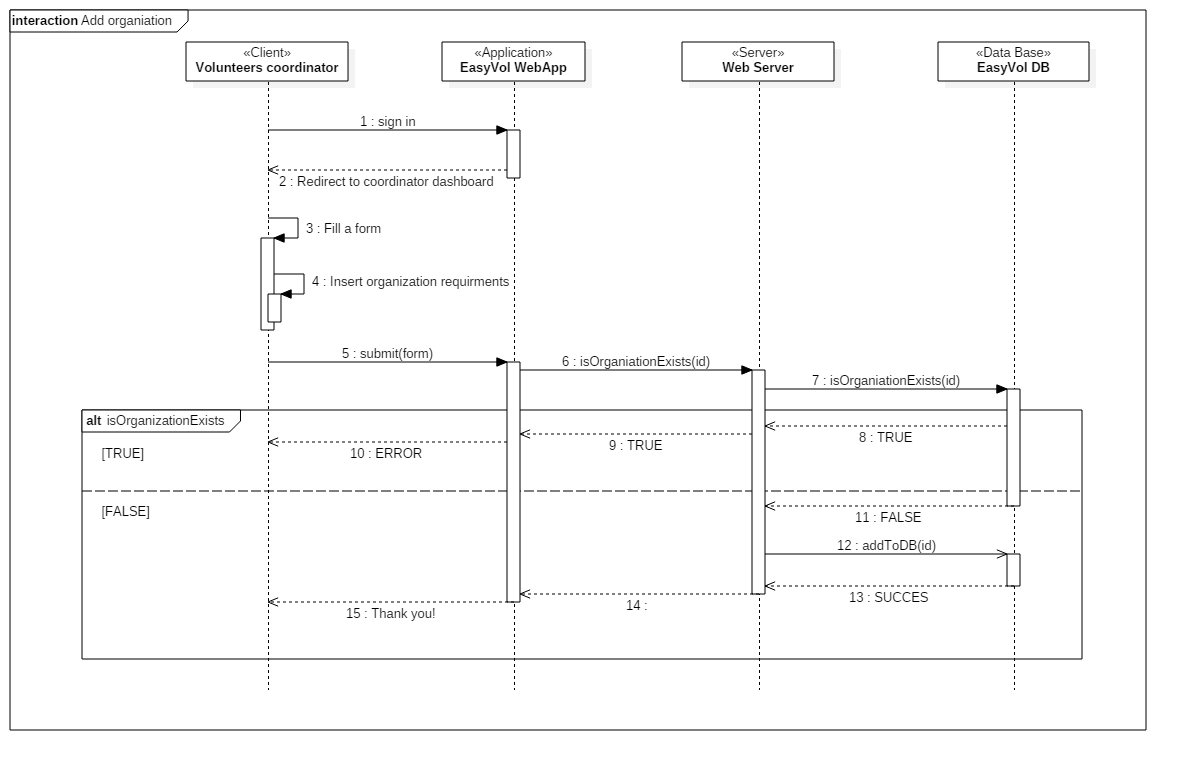 interaction Add organiation
«Client»
Volunteers coordinator
«Application»
EasyVol WebApp
«Server»
Web Server
«Data Base»
EasyVol DB
1 : sign in
2 : Redirect to coordinator dashboard
3 : Fill a form
4 : Insert organization requirments
5 : submit(form)
6 : isOrganiationExists(id)
7 : isOrganiationExists(id)
alt isOrganizationExists
8 : TRUE
9 : TRUE
10 : ERROR
[TRUE]
[FALSE]
11 : FALSE
12 : addToDB(id)
13 : SUCCES
14 :
15 : Thank you!